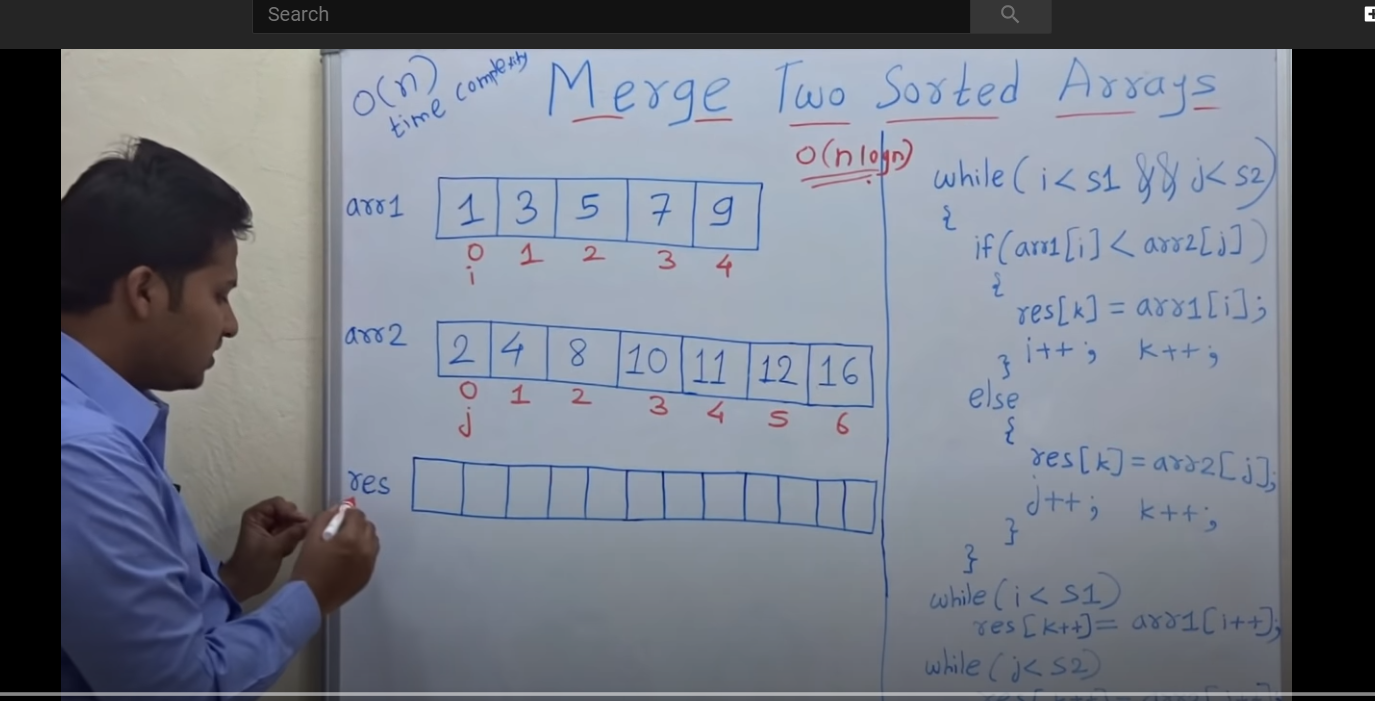 Search
O(n)
time complexity
Merge Two Sorted Arrays
O(n logn)
arr1
1 3 5 7 9
0 1 2 3 4
i
arr2
2 4 8 10 11 12 16
0 1 2 3 4 5 6
j
res
while( i< s1 && j< s2)
{
if(arr1[i] < arr2[j])
{
res[k] = arr1[i];
i++; k++;
}
else
{
res[k] = arr2[j];
j++; k++;
}
}
while( i< s1)
res[k++]= arr1[i++];
while( j< s2)